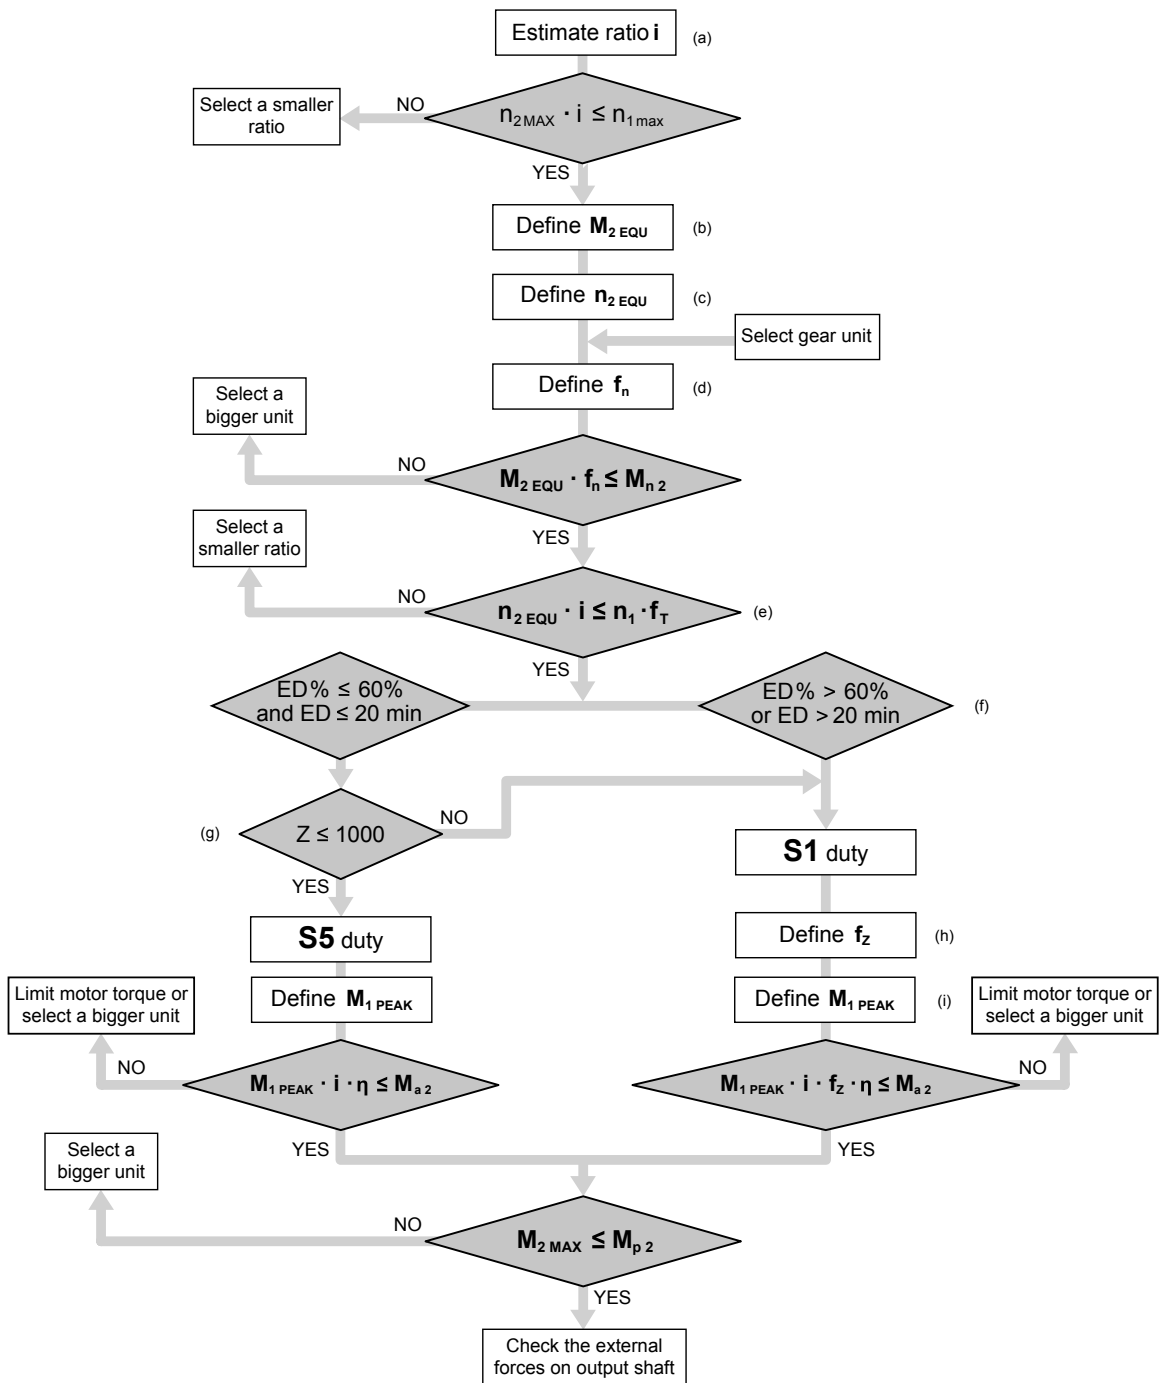 Estimate ratio i
(a)
Select a smaller
ratio
NO
n2 MAX · i ≤ n1 max
YES
Define M2 EQU
(b)
Define n2 EQU
(c)
Select gear unit
Define fn
(d)
Select a
bigger unit
NO
M2 EQU · fn ≤ Mn 2
YES
Select a
smaller ratio
NO
n2 EQU · i ≤ n1 · fT
(e)
YES
ED% ≤ 60%
and ED ≤ 20 min
ED% > 60%
or ED > 20 min
(f)
(g)
Z ≤ 1000
NO
YES
S1 duty
S5 duty
Define fZ
(h)
Limit motor torque or
select a bigger unit
Define M1 PEAK
Define M1 PEAK
(i)
Limit motor torque or
select a bigger unit
NO
M1 PEAK · i · η ≤ Ma 2
M1 PEAK · i · fZ · η ≤ Ma 2
NO
YES
YES
Select a
bigger unit
NO
M2 MAX ≤ Mp 2
YES
Check the external
forces on output shaft